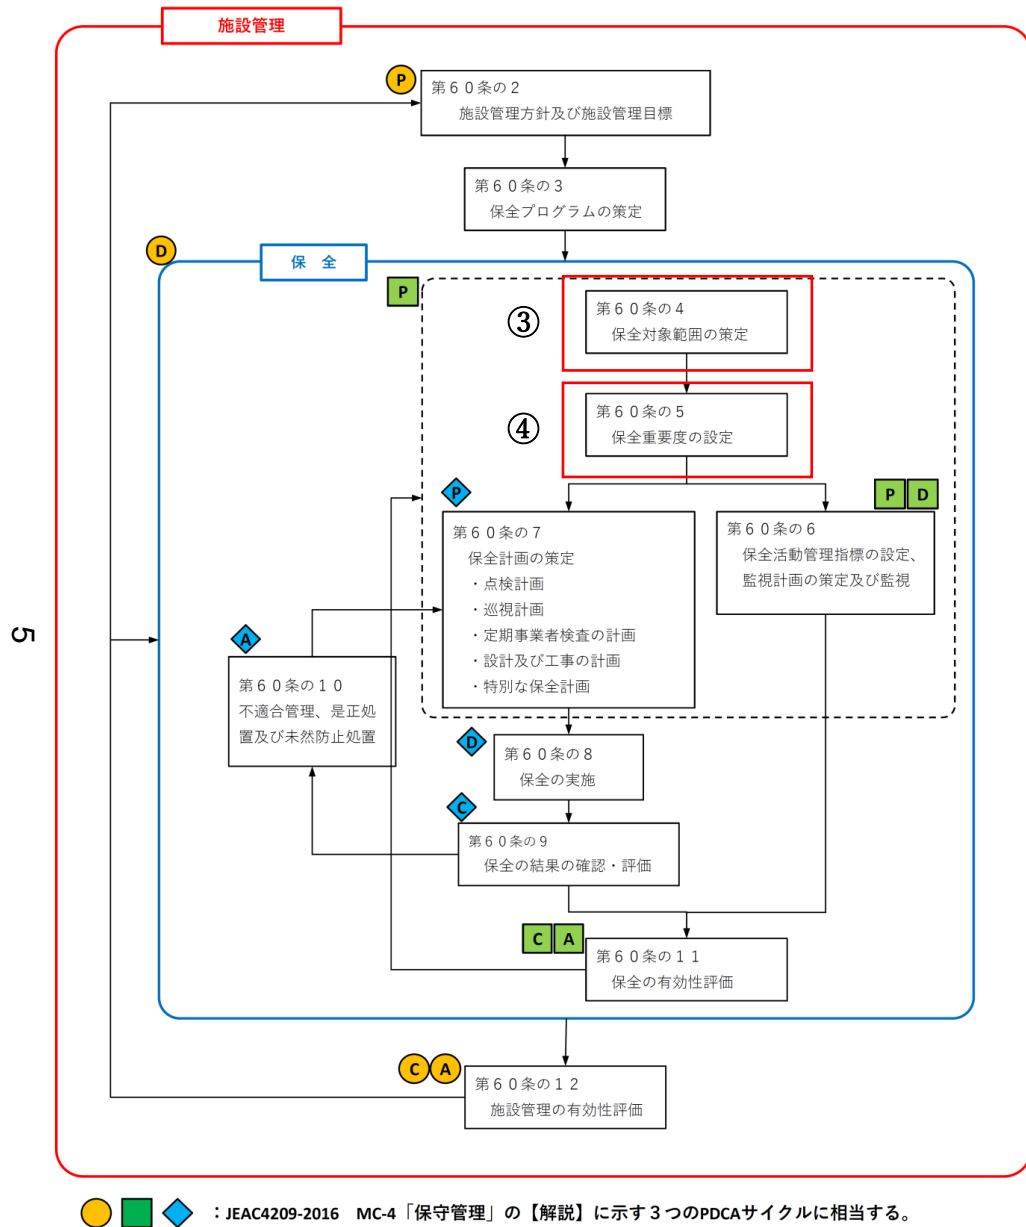 施設管理
P
第６０条の２
施設管理方針及び施設管理目標
第６０条の３
保全プログラムの策定
D
保　全
P
③
第６０条の４
保全対象範囲の策定
④
第６０条の５
保全重要度の設定
P
第６０条の７
保全計画の策定
・点検計画
・巡視計画
・定期事業者検査の計画
・設計及び工事の計画
・特別な保全計画
P D
第６０条の６
保全活動管理指標の設定、
監視計画の策定及び監視
A
第６０条の１０
不適合管理、是正処
置及び未然防止処置
D
第６０条の８
保全の実施
C
第６０条の９
保全の結果の確認・評価
C A
第６０条の１１
保全の有効性評価
C A
第６０条の１２
施設管理の有効性評価
5
：JEAC4209-2016　MC-4「保守管理」の【解説】に示す３つのPDCAサイクルに相当する。